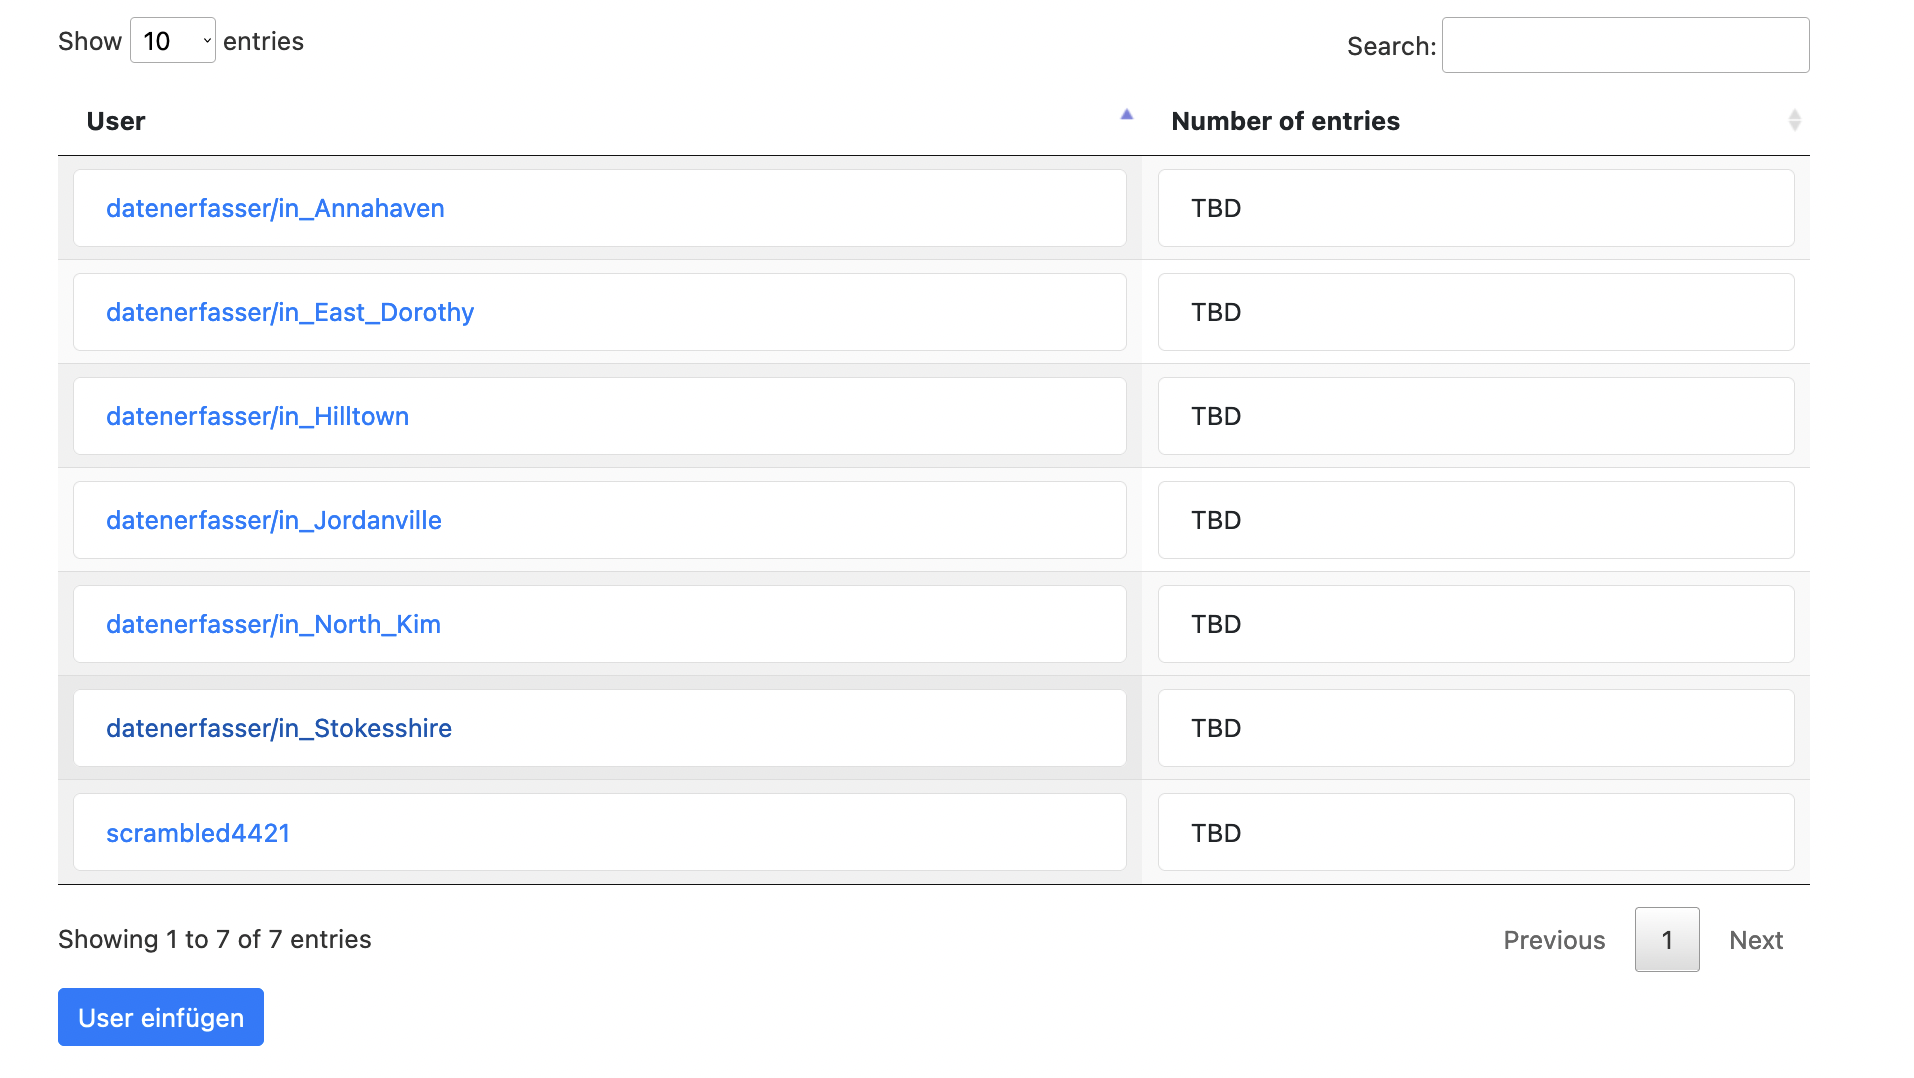 Show 10 entries
Search:
User Number of entries
datenerfasser/in_Annahaven TBD
datenerfasser/in_East_Dorothy TBD
datenerfasser/in_Hilltown TBD
datenerfasser/in_Jordanville TBD
datenerfasser/in_North_Kim TBD
datenerfasser/in_Stokesshire TBD
scrambled4421 TBD
Showing 1 to 7 of 7 entries
Previous 1 Next
User einfügen